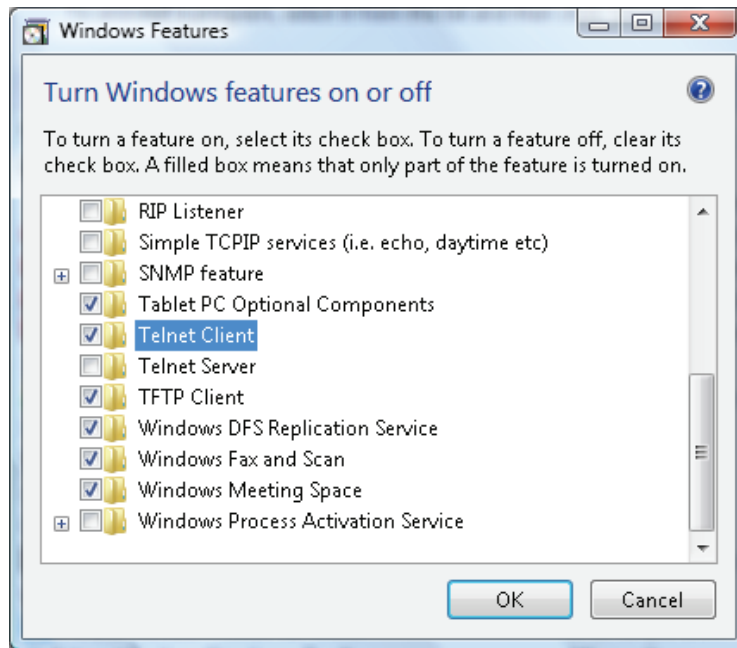 Windows Features
Turn Windows features on or off
To turn a feature on, select its check box. To turn a feature off, clear its
check box. A filled box means that only part of the feature is turned on.
RIP Listener
Simple TCPIP services (i.e. echo, daytime etc)
SNMP feature
Tablet PC Optional Components
Telnet Client
Telnet Server
TFTP Client
Windows DFS Replication Service
Windows Fax and Scan
Windows Meeting Space
Windows Process Activation Service
OK Cancel